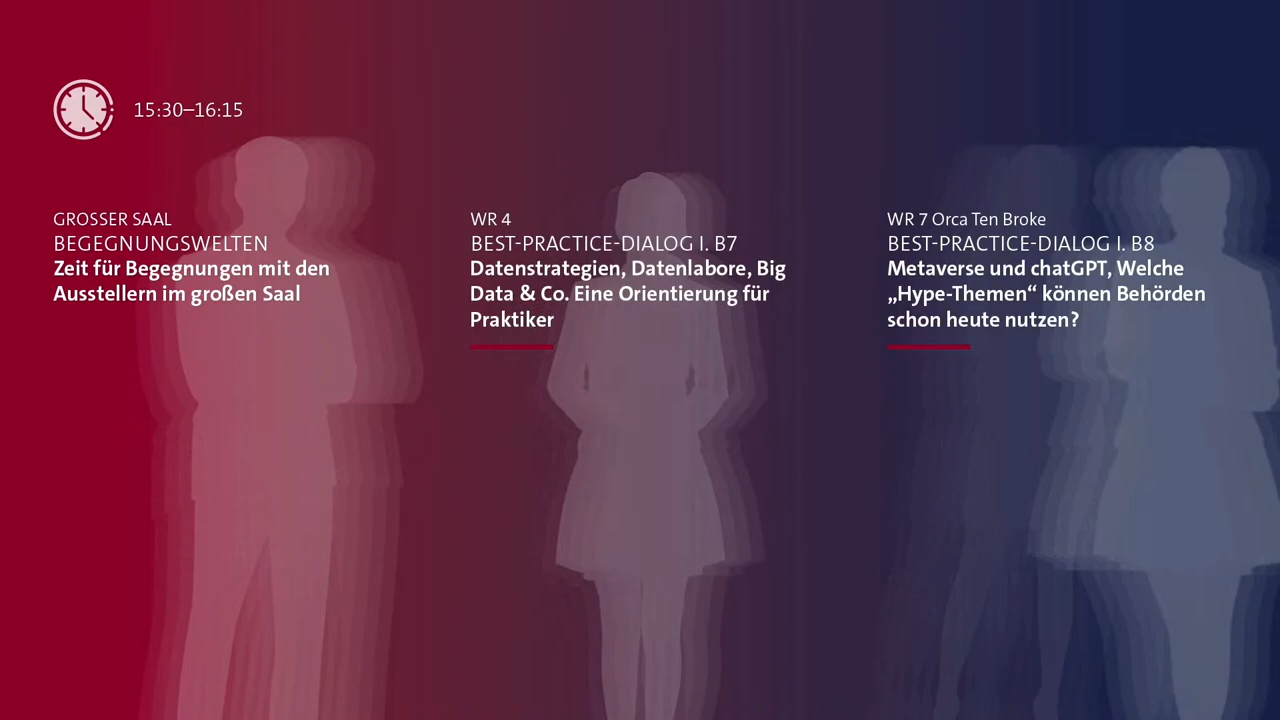 15:30–16:15
GROSSER SAAL
BEGEGNUNGSWELTEN
Zeit für Begegnungen mit den
Ausstellern im großen Saal
WR 4
BEST-PRACTICE-DIALOG I. B7
Datenstrategien, Datenlabore, Big
Data & Co. Eine Orientierung für
Praktiker
WR 7 Orca Ten Broke
BEST-PRACTICE-DIALOG I. B8
Metaverse und chatGPT, Welche
„Hype-Themen“ können Behörden
schon heute nutzen?